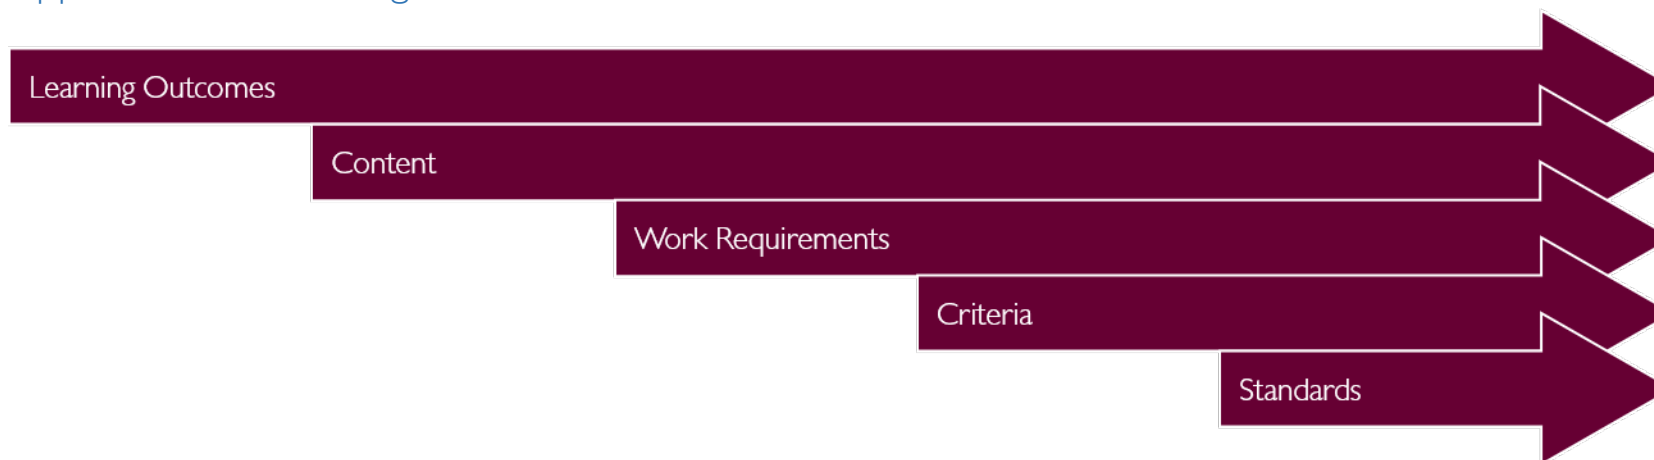 Learning Outcomes
Content
Work Requirements
Criteria
Standards